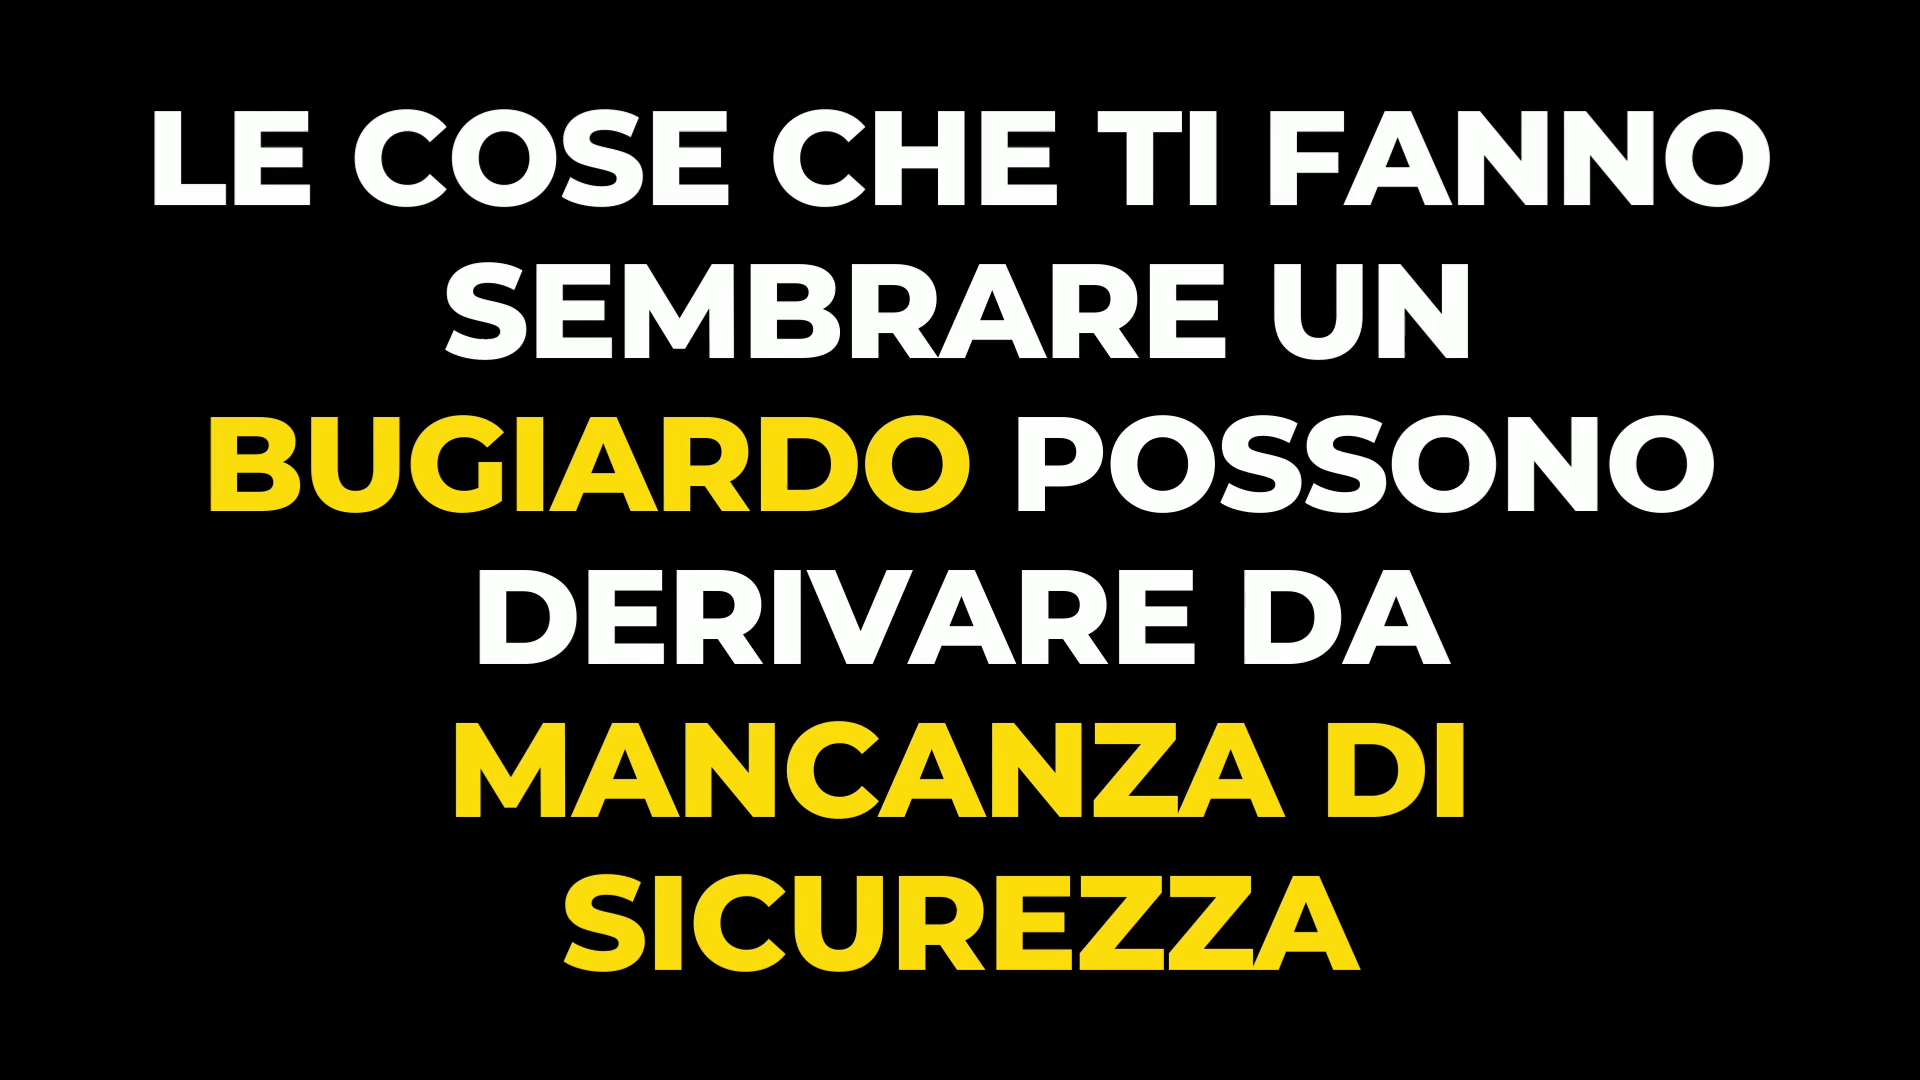 LE COSE CHE TI FANNO
SEMBRARE UN
BUGIARDO POSSONO
DERIVARE DA
MANCANZA DI
SICUREZZA